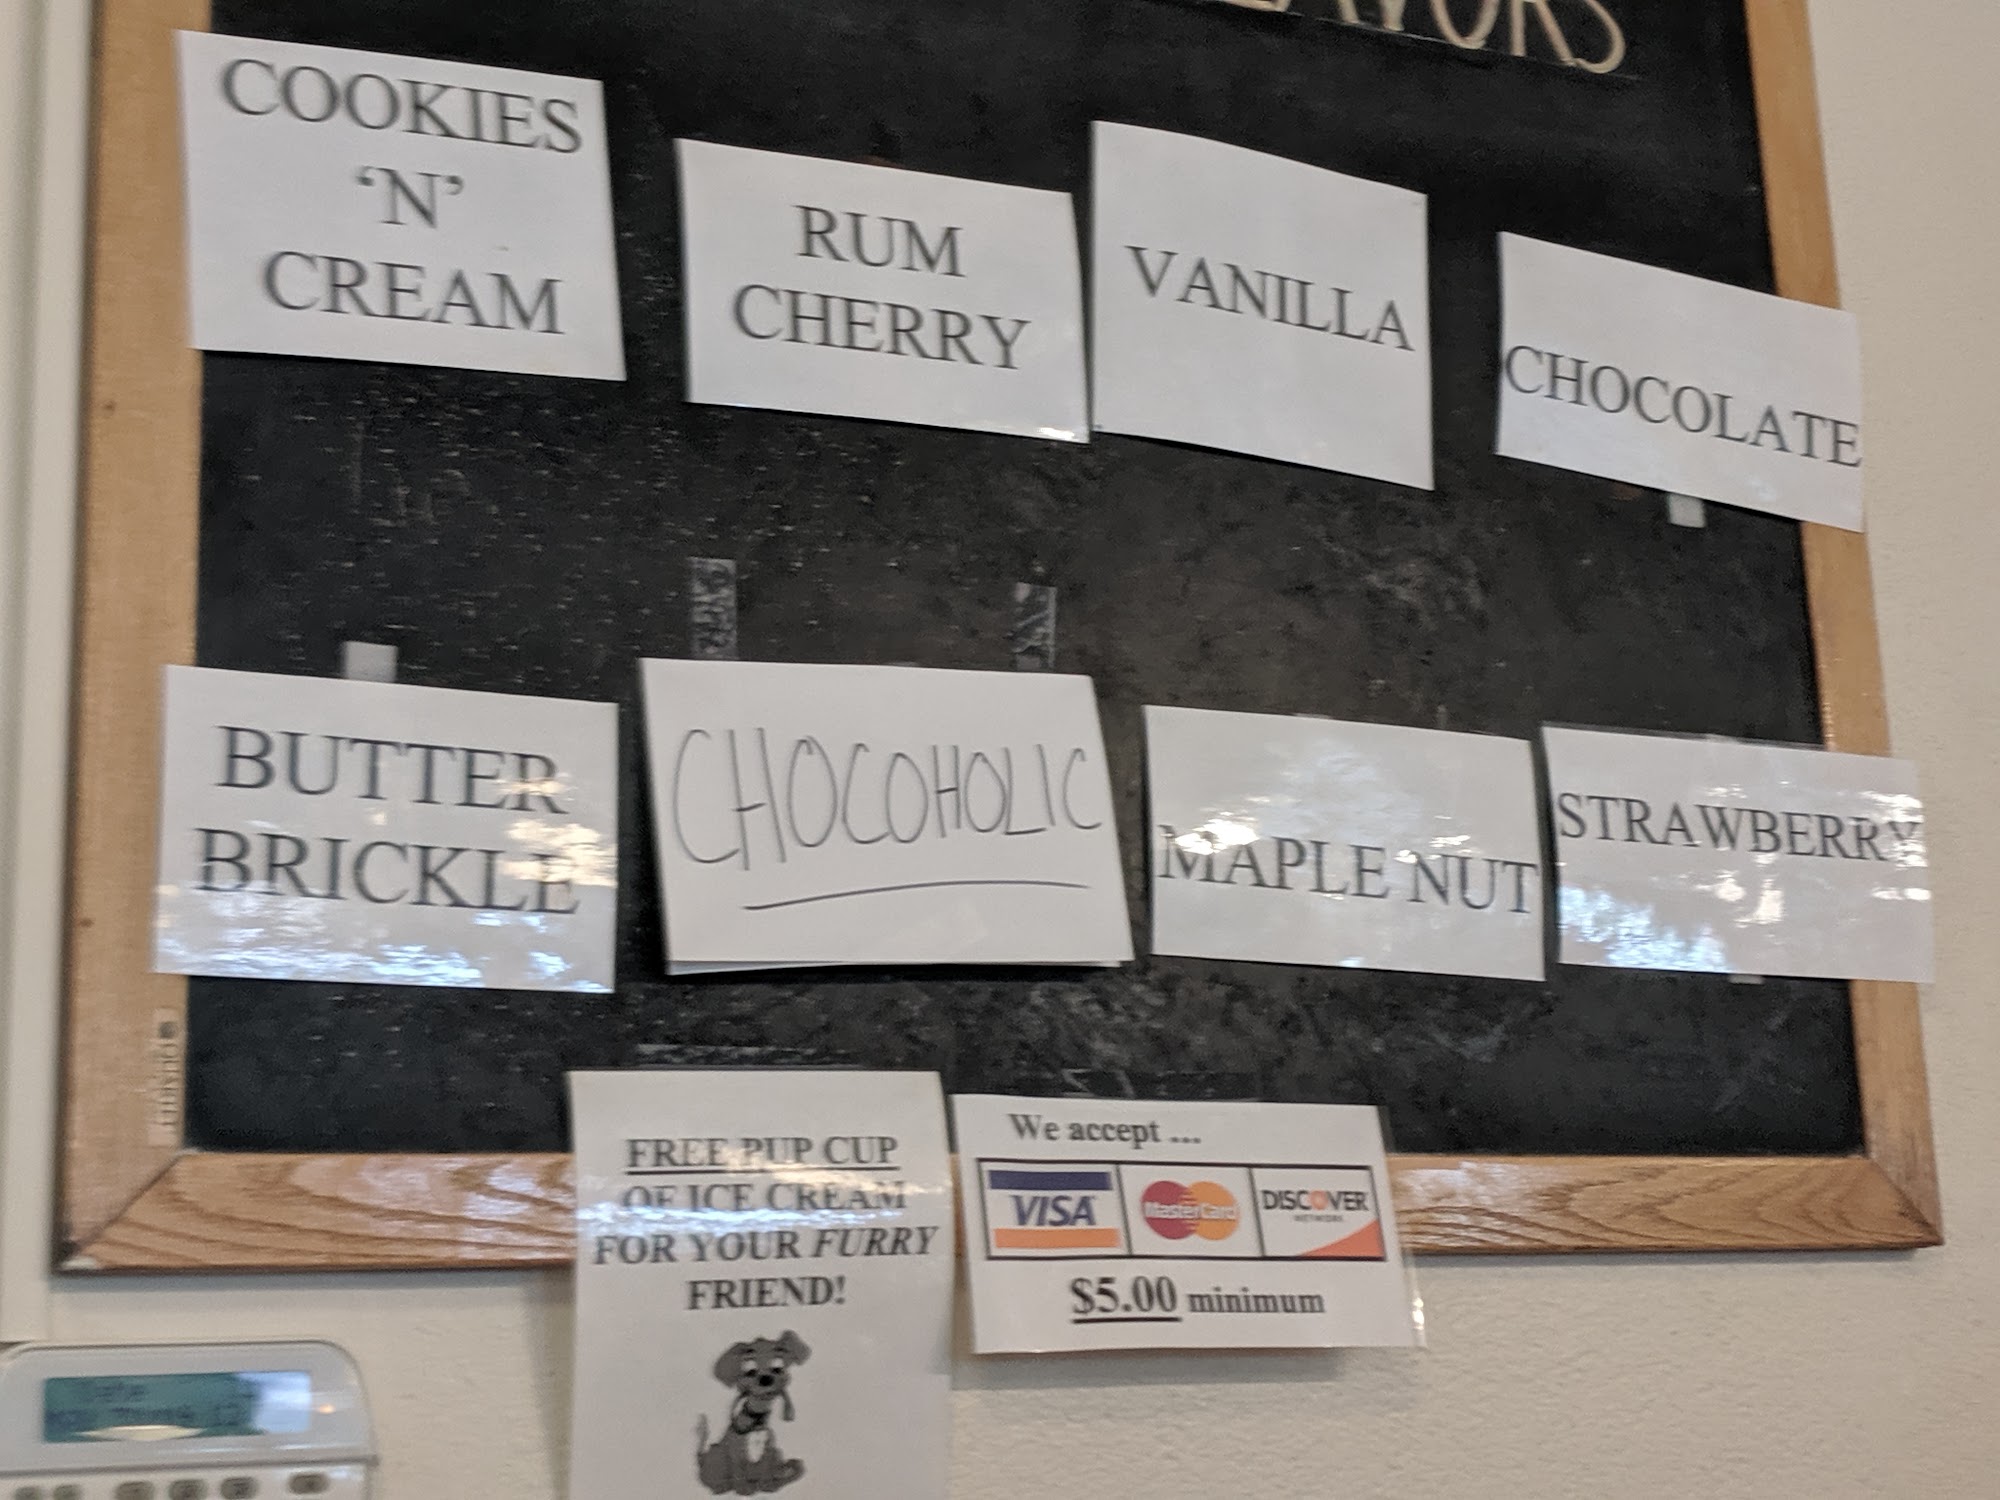 COOKIES
'N'
CREAM
RUM
CHERRY
VANILLA
CHOCOLATE
BUTTER
BRICKLE
CHOCOHOLIC
MAPLE NUT
STRAWBERRY
FREE PUP CUP
OF ICE CREAM
FOR YOUR FURRY
FRIEND!
We accept ...
VISA
MasterCard
DISCOVER
NETWORK
$5.00 minimum